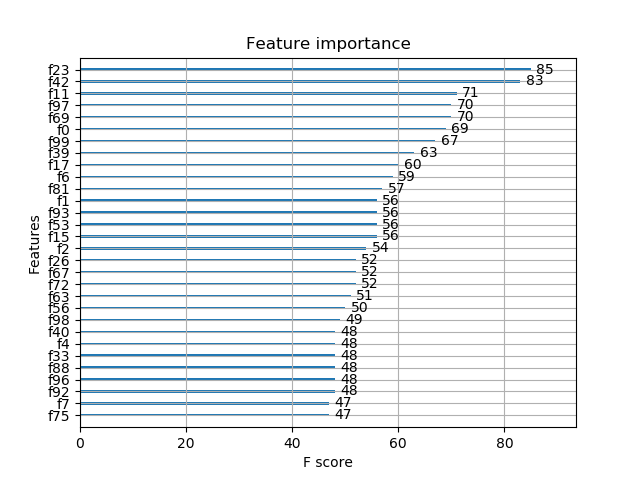 Feature importance
f23 85
f42 83
f11 71
f97 70
f69 70
f0 69
f99 67
f39 63
f17 60
f6 59
f81 57
f1 56
f93 56
f53 56
f15 56
f2 54
f26 52
f67 52
f72 52
f63 51
f56 50
f98 49
f40 48
f4 48
f33 48
f88 48
f96 48
f92 48
f7 47
f75 47
Features
0 20 40 60 80
F score